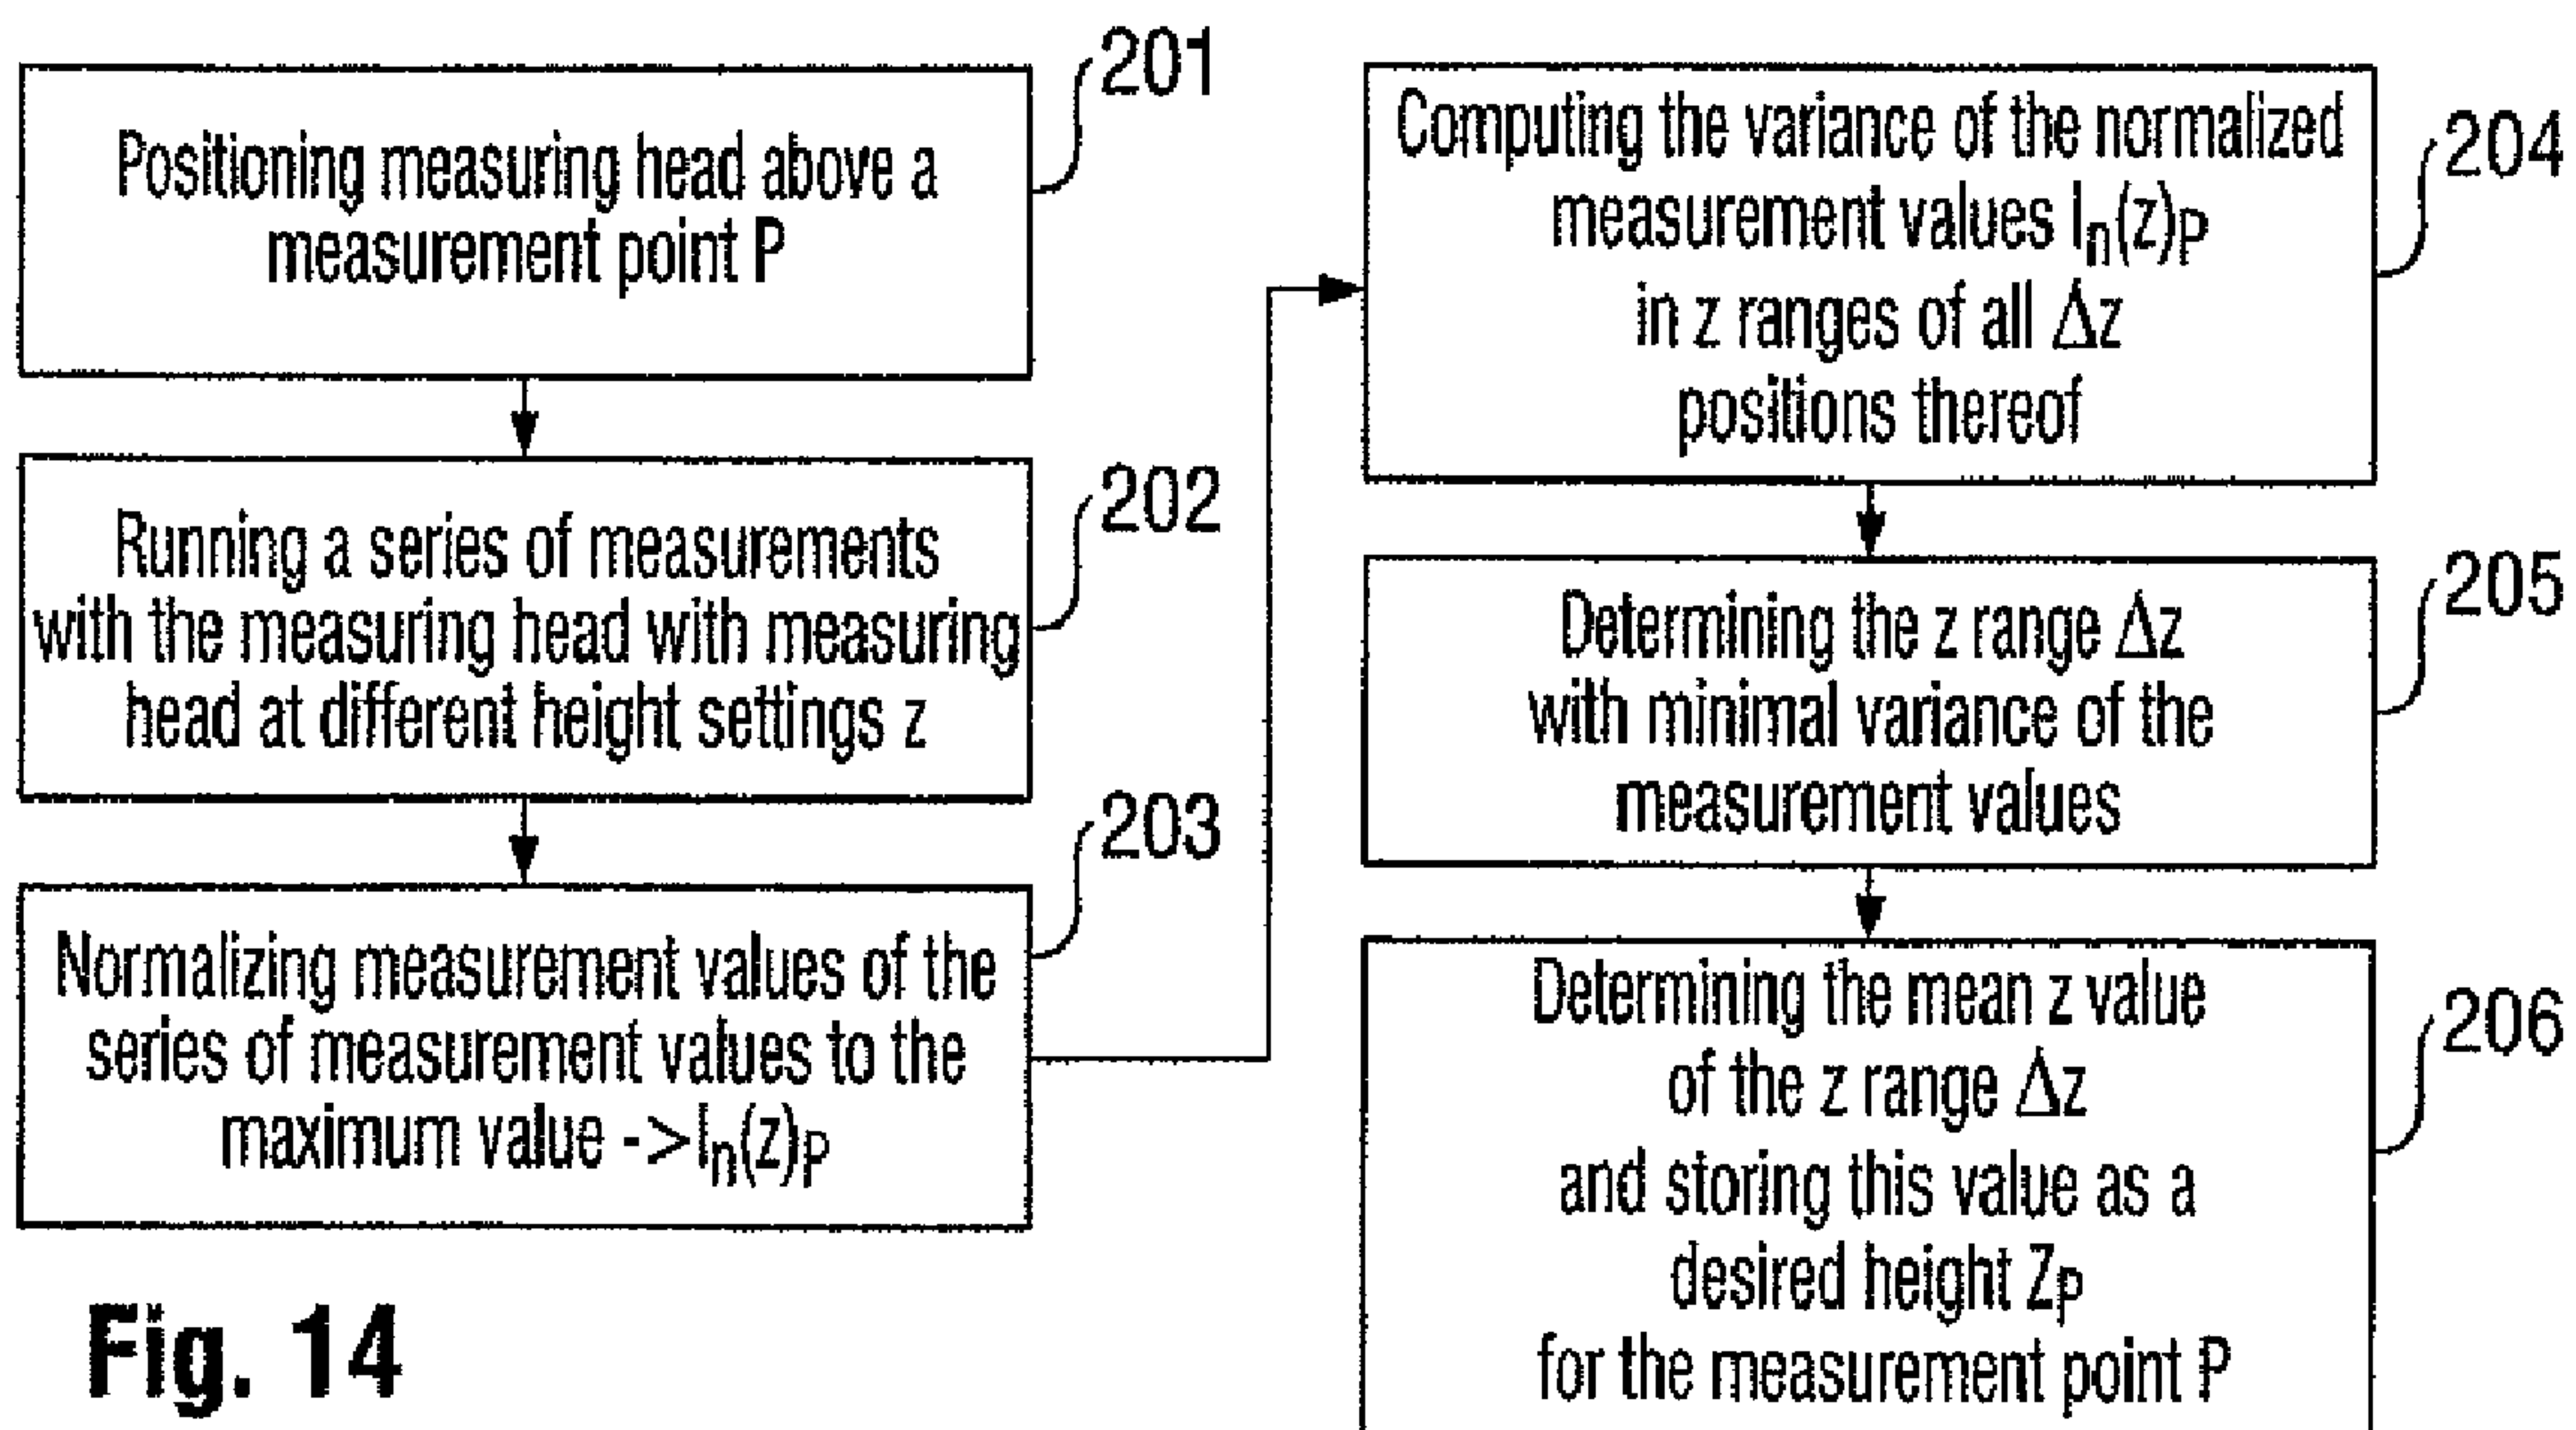 201
Positioning measuring head above a
measurement point P
202
Running a series of measurements
with the measuring head with measuring
head at different height settings z
203
Normalizing measurement values of the
series of measurement values to the
maximum value ->In(z)P
204
Computing the variance of the normalized
measurement values In(z)P
in z ranges of all Δz
positions thereof
205
Determining the z range Δz
with minimal variance of the
measurement values
206
Determining the mean z value
of the z range Δz
and storing this value as a
desired height ZP
for the measurement point P
Fig. 14